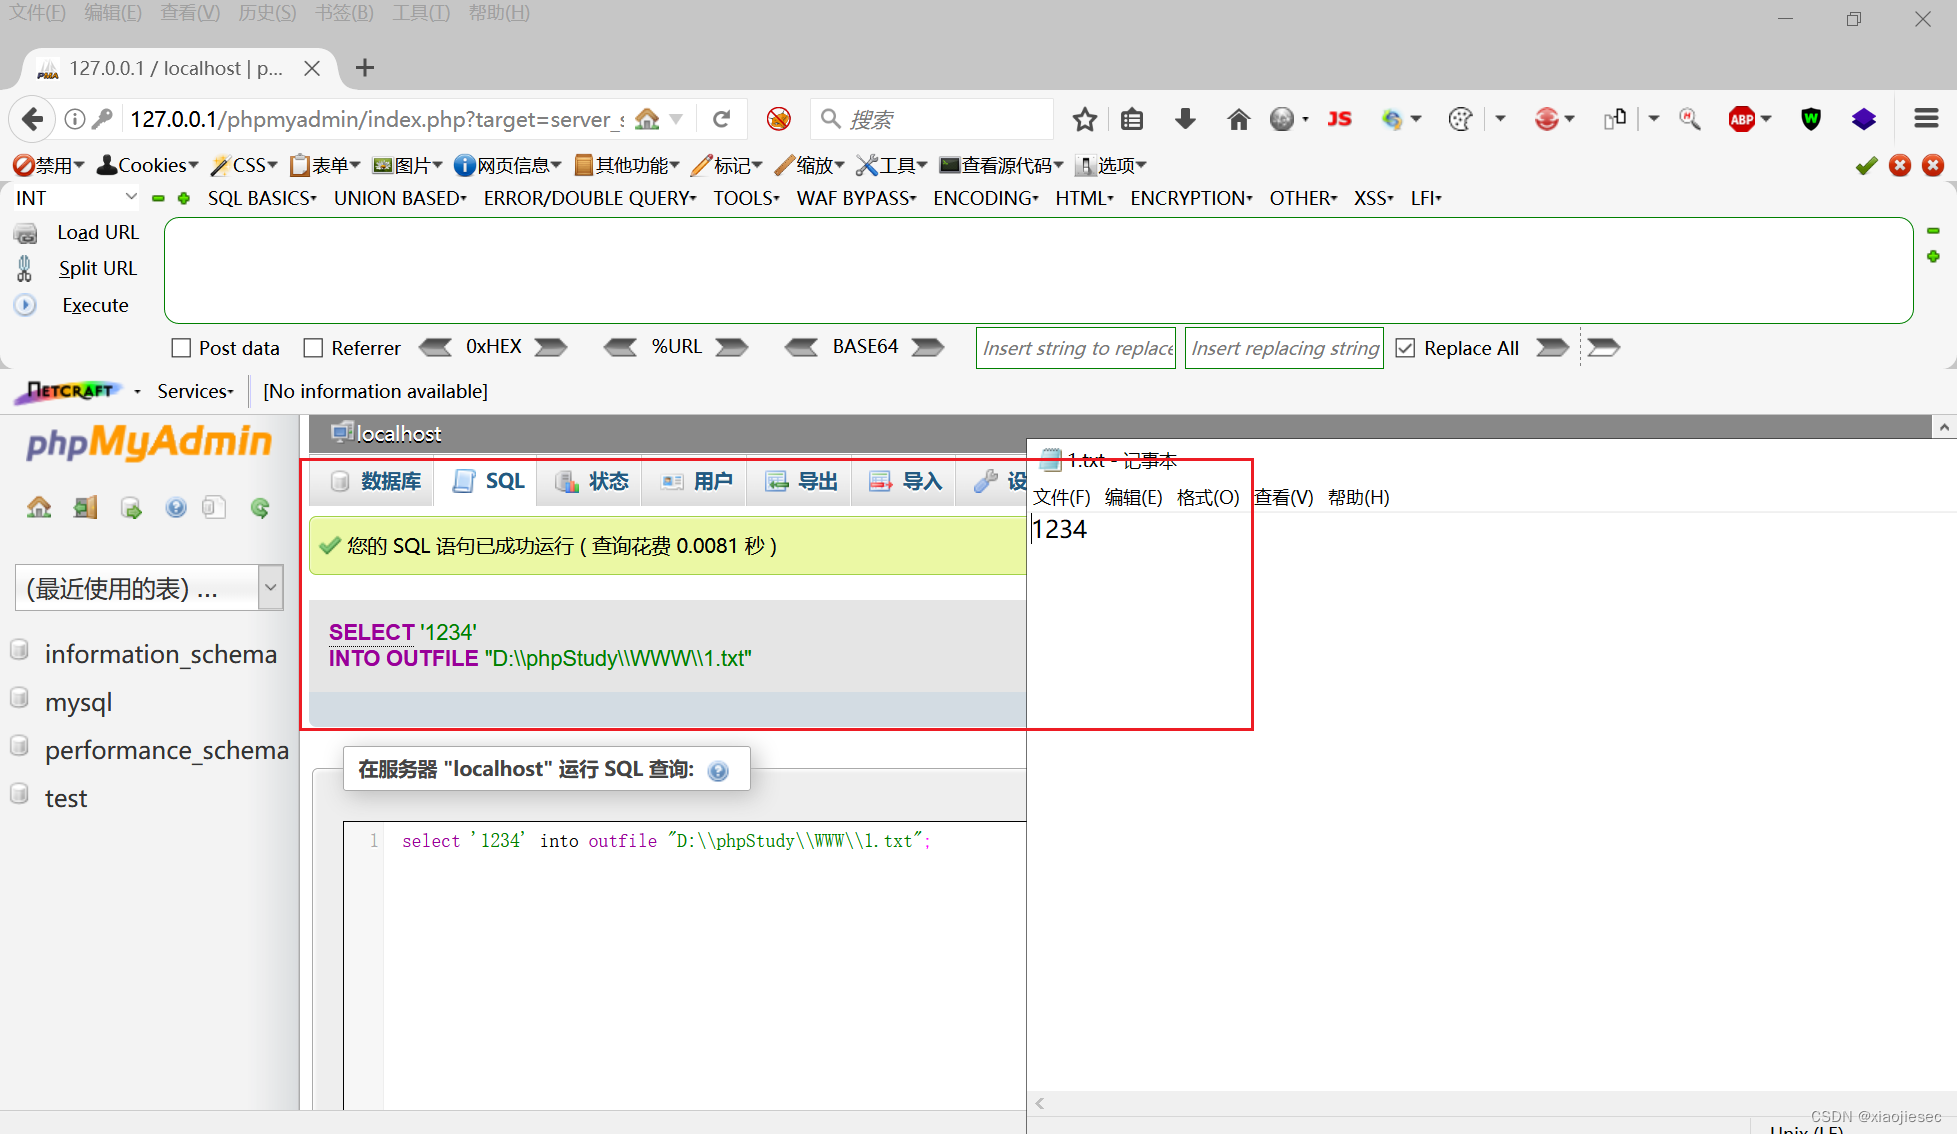 文件(F) 编辑(E) 查看(V) 历史(S) 书签(B) 工具(T) 帮助(H)
PMA 127.0.0.1 / localhost | p...
127.0.0.1/phpmyadmin/index.php?target=server_s 搜索 JS ABP W
禁用 Cookies CSS 表单 图片 网页信息 其他功能 标记 缩放 工具 查看源代码 选项
INT SQL BASICS UNION BASED ERROR/DOUBLE QUERY TOOLS WAF BYPASS ENCODING HTML ENCRYPTION OTHER XSS LFI
Load URL
Split URL
Execute
Post data Referrer 0xHEX %URL BASE64 Insert string to replace Insert replacing string Replace All
NETCRAFT Services [No information available]
phpMyAdmin
(最近使用的表) ...
information_schema
mysql
performance_schema
test
localhost
数据库 SQL 状态 用户 导出 导入 设
您的 SQL 语句已成功运行 ( 查询花费 0.0081 秒 )
SELECT '1234'
INTO OUTFILE "D:\\phpStudy\\WWW\\1.txt"
在服务器 "localhost" 运行 SQL 查询:
1 select '1234' into outfile "D:\\phpStudy\\WWW\\1.txt";
1.txt - 记事本
文件(F) 编辑(E) 格式(O) 查看(V) 帮助(H)
1234
Unix (LF)
CSDN @xiaojiesec